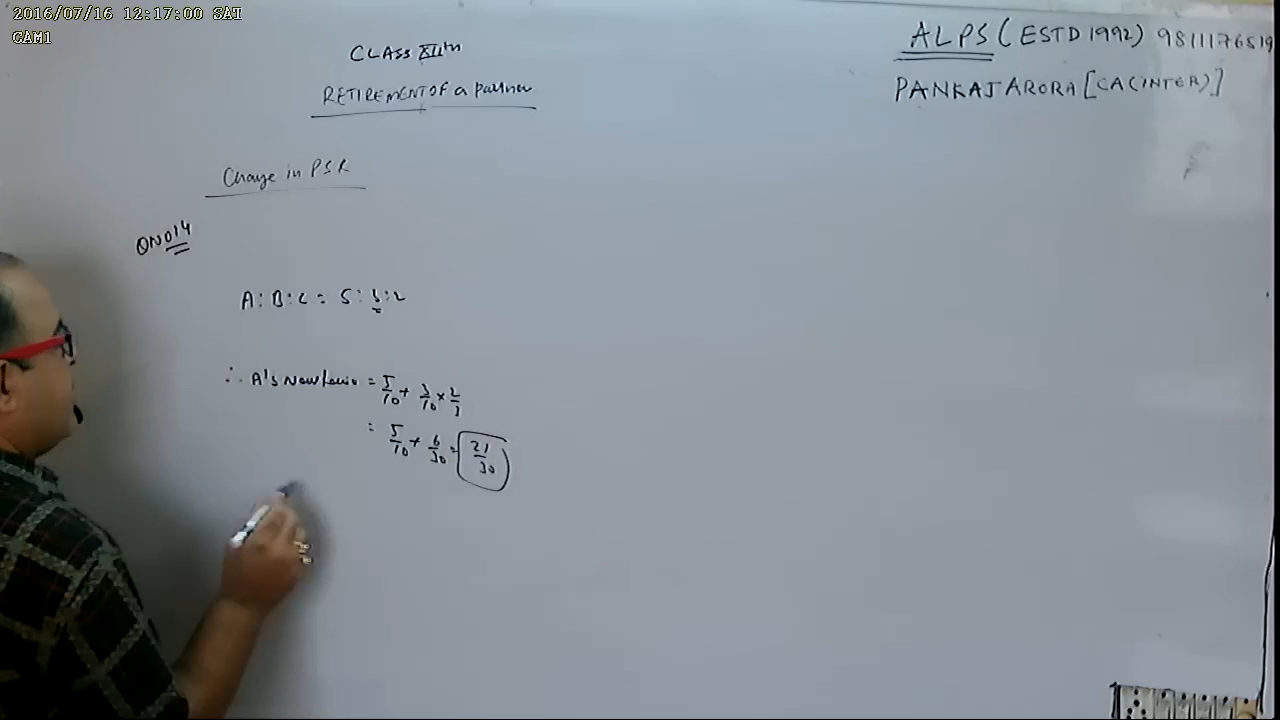 2016/07/16 12:17:00 SAT
CAM1
CLASS XIIth
RETIREMENT OF a partner
ALPS (ESTD 1992) 9811176519
PANKAJ ARORA [CA(INTER)]
Change in PSR
QNO 14
A : B : C = 5 : 3 : 2
∴ A's New Ratio = 5/10 + 3/10 × 2/3
= 5/10 + 6/30 = 21/30